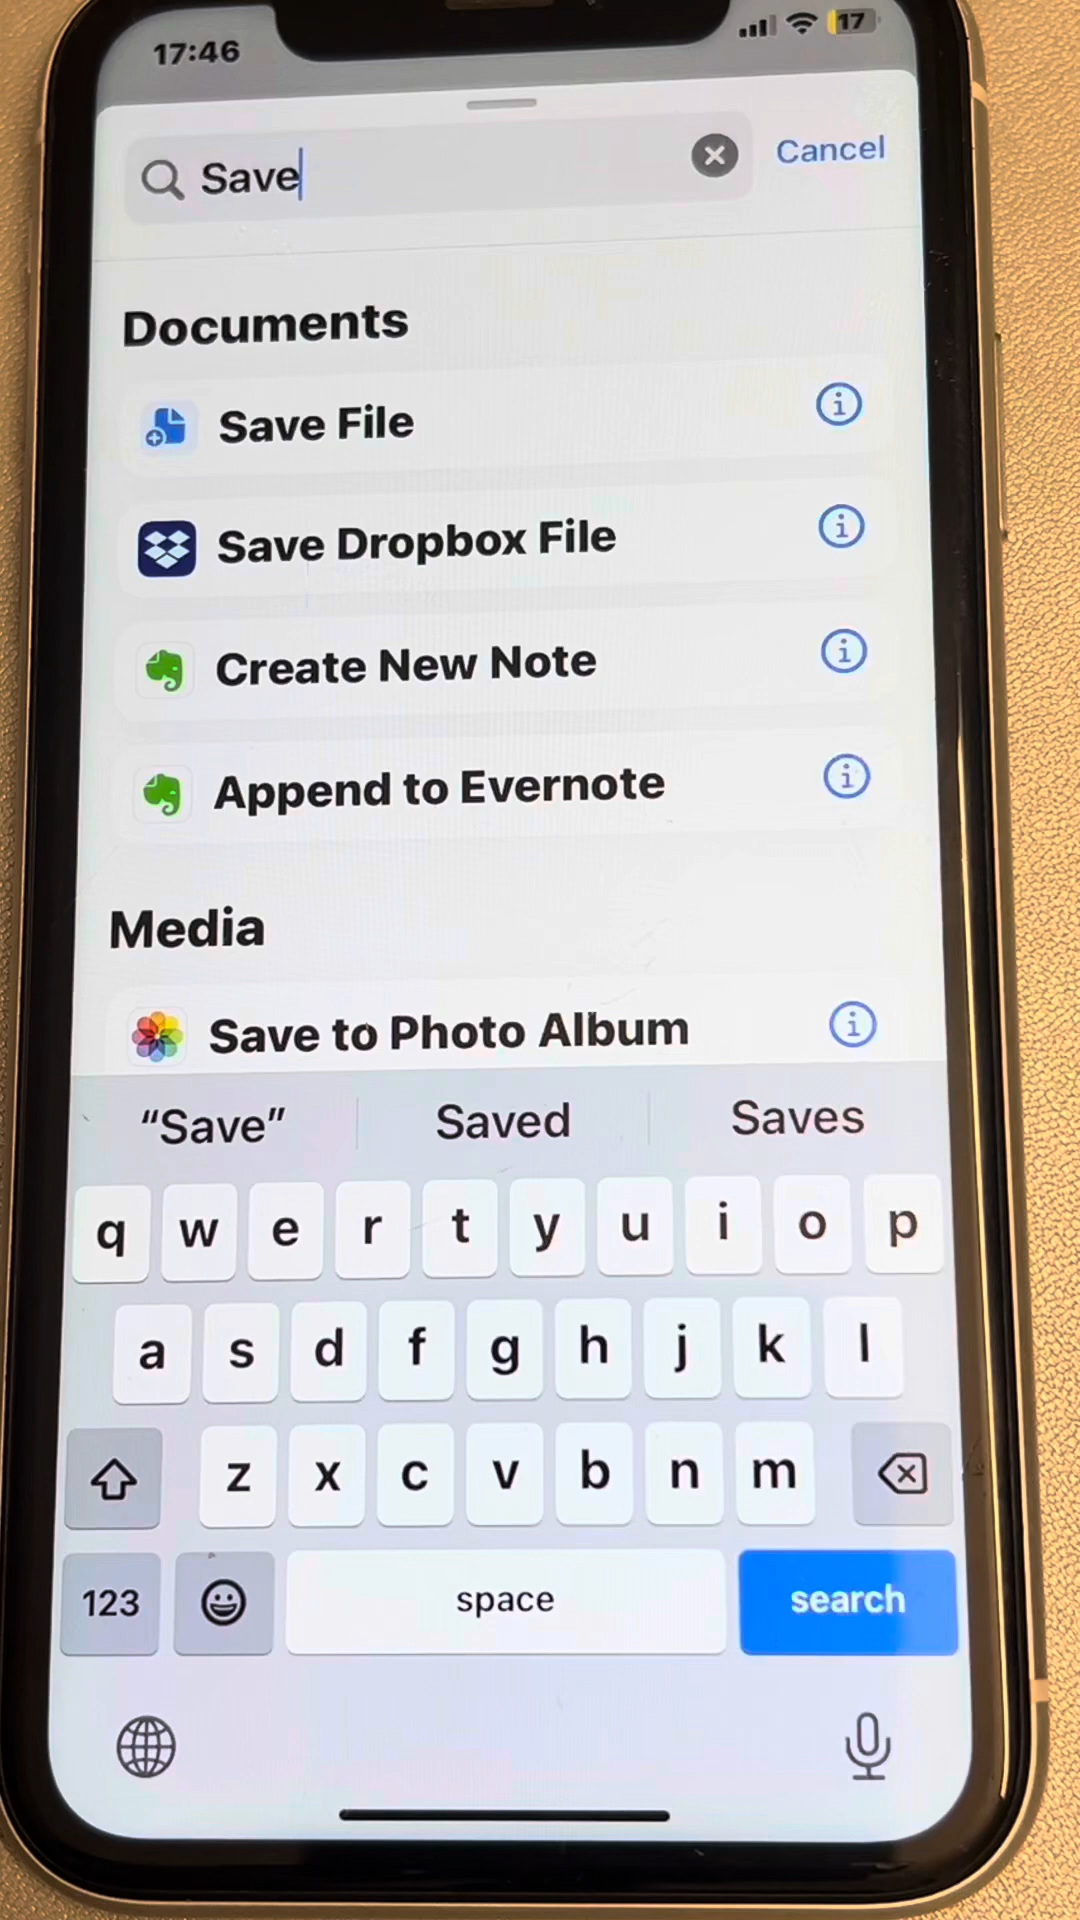 17:46
17
Save
Cancel
Documents
Save File
Save Dropbox File
Create New Note
Append to Evernote
Media
Save to Photo Album
“Save”
Saved
Saves
q w e r t y u i o p
a s d f g h j k l
z x c v b n m
123
space
search